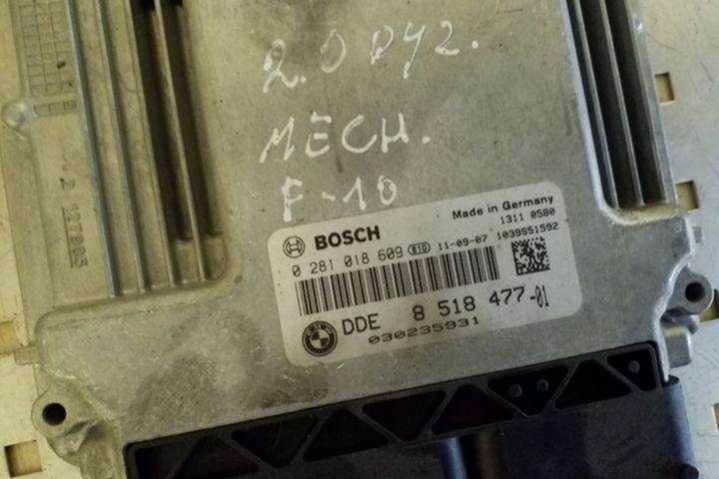 2.0 DYZ.
MECH.
F-10
BOSCH
Made in Germany
1311 0580
0 281 018 609 11-09-07 1039S51592
DDE 8 518 477-01
030235931